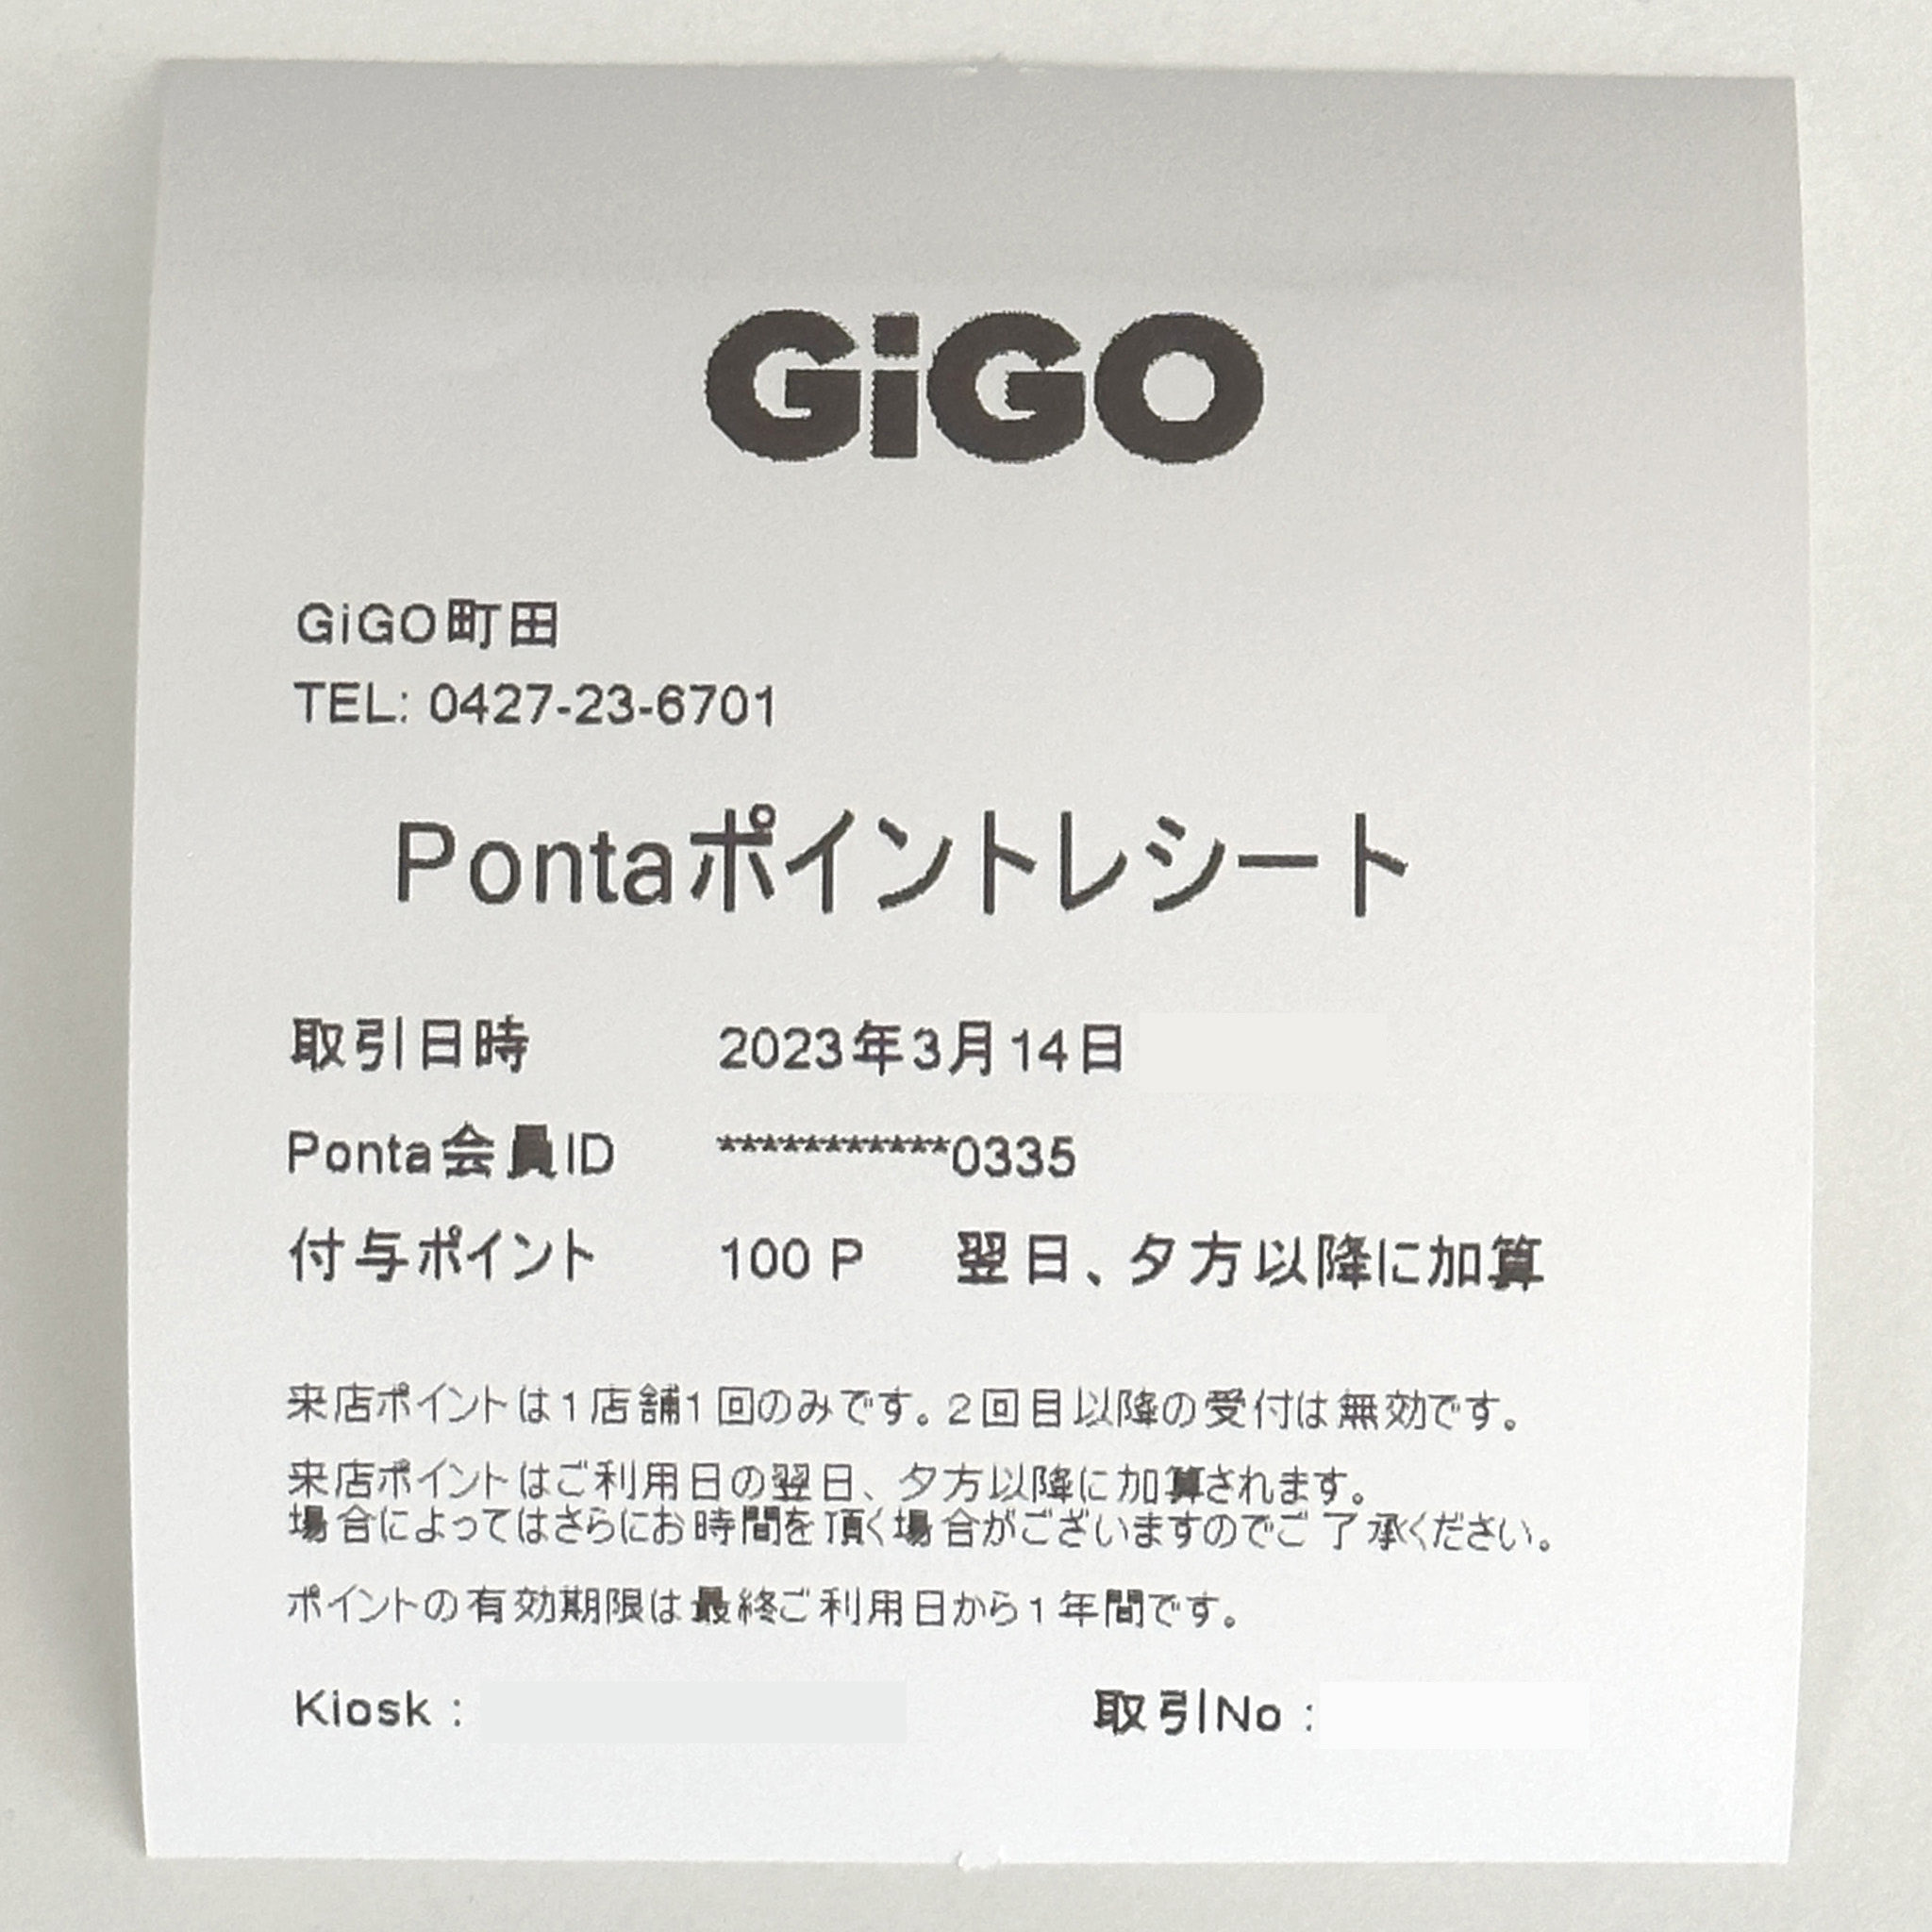 GiGO
GiGO町田
TEL: 0427-23-6701
Pontaポイントレシート
取引日時 2023年3月14日
Ponta会員ID ***********0335
付与ポイント 100 P 翌日、夕方以降に加算
来店ポイントは1店舗1回のみです。2回目以降の受付は無効です。
来店ポイントはご利用日の翌日、夕方以降に加算されます。
場合によってはさらにお時間を頂く場合がございますのでご了承ください。
ポイントの有効期限は最終ご利用日から1年間です。
Kiosk : 取引No :